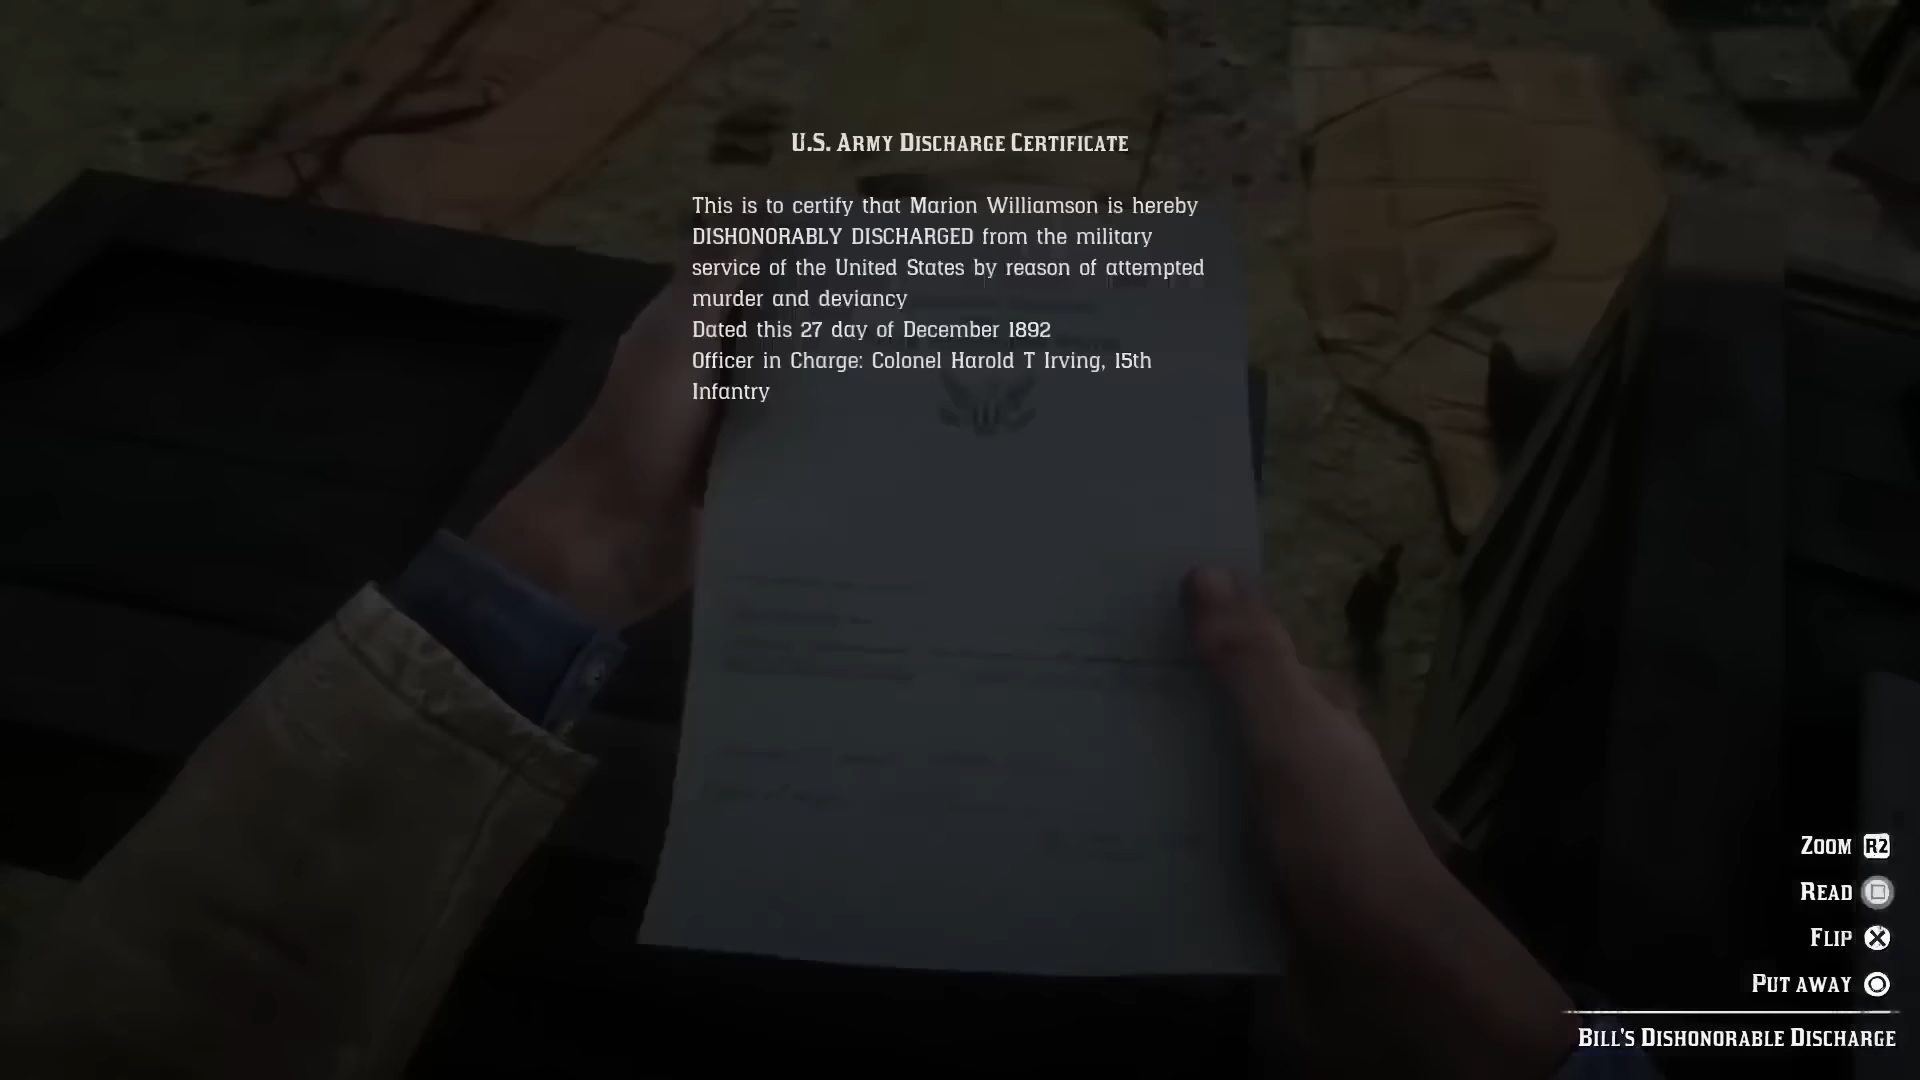 U.S. Army Discharge Certificate
This is to certify that Marion Williamson is hereby
DISHONORABLY DISCHARGED from the military
service of the United States by reason of attempted
murder and deviancy
Dated this 27 day of December 1892
Officer in Charge: Colonel Harold T Irving, 15th
Infantry
Zoom R2
Read
Flip
Put away
Bill's Dishonorable Discharge